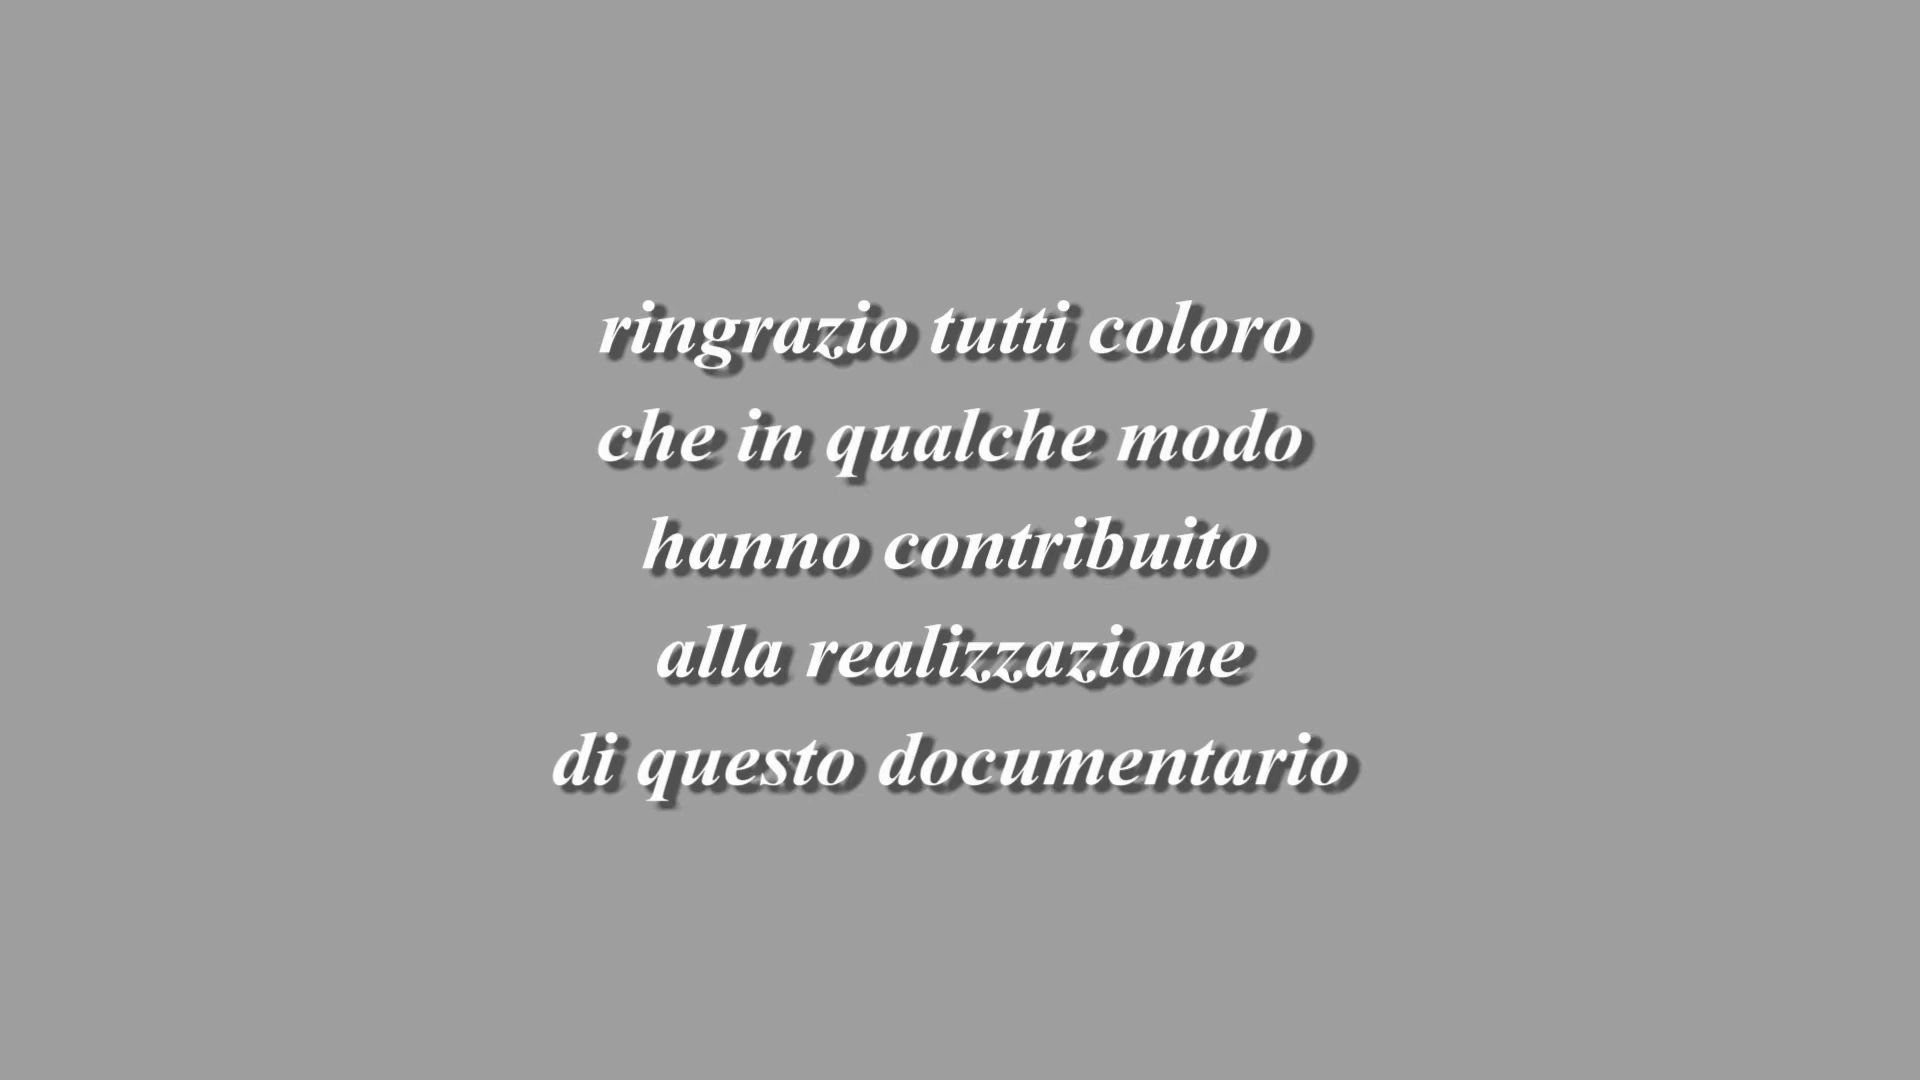 ringrazio tutti coloro
che in qualche modo
hanno contribuito
alla realizzazione
di questo documentario